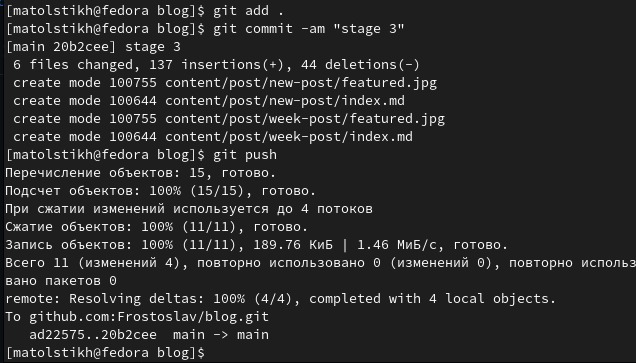 [matolstikh@fedora blog]$ git add .
[matolstikh@fedora blog]$ git commit -am "stage 3"
[main 20b2cee] stage 3
 6 files changed, 137 insertions(+), 44 deletions(-)
 create mode 100755 content/post/new-post/featured.jpg
 create mode 100644 content/post/new-post/index.md
 create mode 100755 content/post/week-post/featured.jpg
 create mode 100644 content/post/week-post/index.md
[matolstikh@fedora blog]$ git push
Перечисление объектов: 15, готово.
Подсчет объектов: 100% (15/15), готово.
При сжатии изменений используется до 4 потоков
Сжатие объектов: 100% (11/11), готово.
Запись объектов: 100% (11/11), 189.76 КиБ | 1.46 МиБ/с, готово.
Всего 11 (изменений 4), повторно использовано 0 (изменений 0), повторно использ
вано пакетов 0
remote: Resolving deltas: 100% (4/4), completed with 4 local objects.
To github.com:Frostoslav/blog.git
   ad22575..20b2cee  main -> main
[matolstikh@fedora blog]$